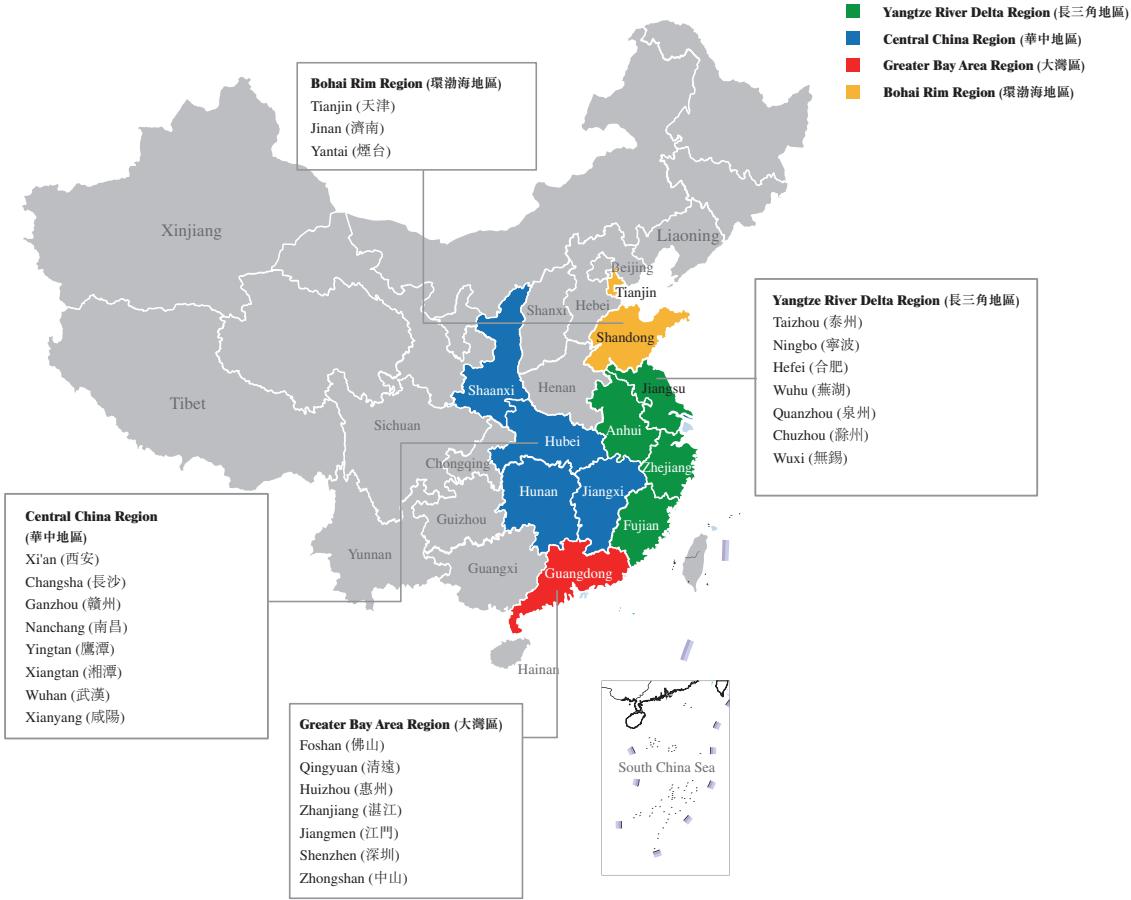 Yangtze River Delta Region (長三角地區)
Central China Region (華中地區)
Greater Bay Area Region (大灣區)
Bohai Rim Region (環渤海地區)
Bohai Rim Region (環渤海地區)
Tianjin (天津)
Jinan (濟南)
Yantai (煙台)
Xinjiang
Liaoning
Beijing
Tianjin
Shanxi
Hebei
Shandong
Yangtze River Delta Region (長三角地區)
Taizhou (泰州)
Ningbo (寧波)
Hefei (合肥)
Wuhu (蕪湖)
Quanzhou (泉州)
Chuzhou (滁州)
Wuxi (無錫)
Shaanxi
Henan
Jiangsu
Tibet
Sichuan
Anhui
Hubei
Chongqing
Zhejiang
Hunan
Jiangxi
Guizhou
Fujian
Yunnan
Guangxi
Guangdong
Hainan
Central China Region
(華中地區)
Xi'an (西安)
Changsha (長沙)
Ganzhou (贛州)
Nanchang (南昌)
Yingtan (鷹潭)
Xiangtan (湘潭)
Wuhan (武漢)
Xianyang (咸陽)
Greater Bay Area Region (大灣區)
Foshan (佛山)
Qingyuan (清遠)
Huizhou (惠州)
Zhanjiang (湛江)
Jiangmen (江門)
Shenzhen (深圳)
Zhongshan (中山)
South China Sea